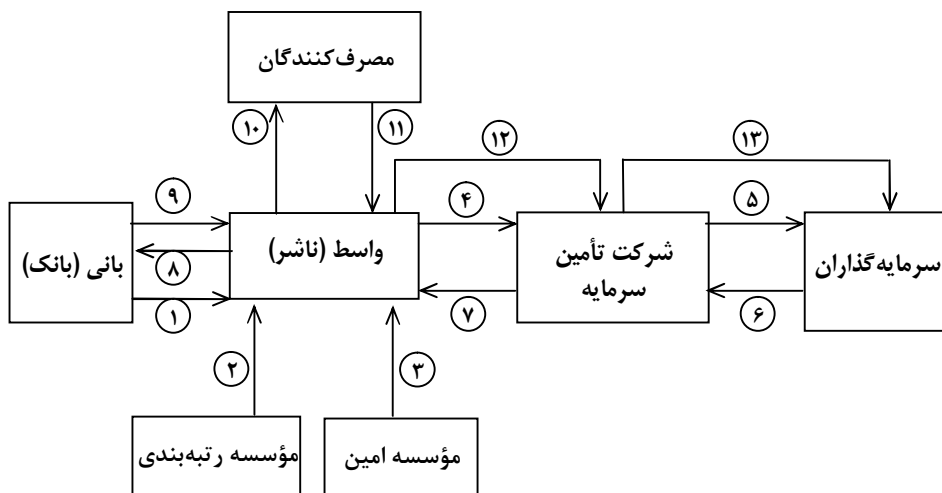 مصرف‌کنندگان
۱۰
۱۱
۱۲
۱۳
۹
۴
۵
بانی (بانک)
۸
واسط (ناشر)
شرکت تأمین
سرمایه
سرمایه‌گذاران
۱
۷
۶
۲
۳
مؤسسه رتبه‌بندی
مؤسسه امین